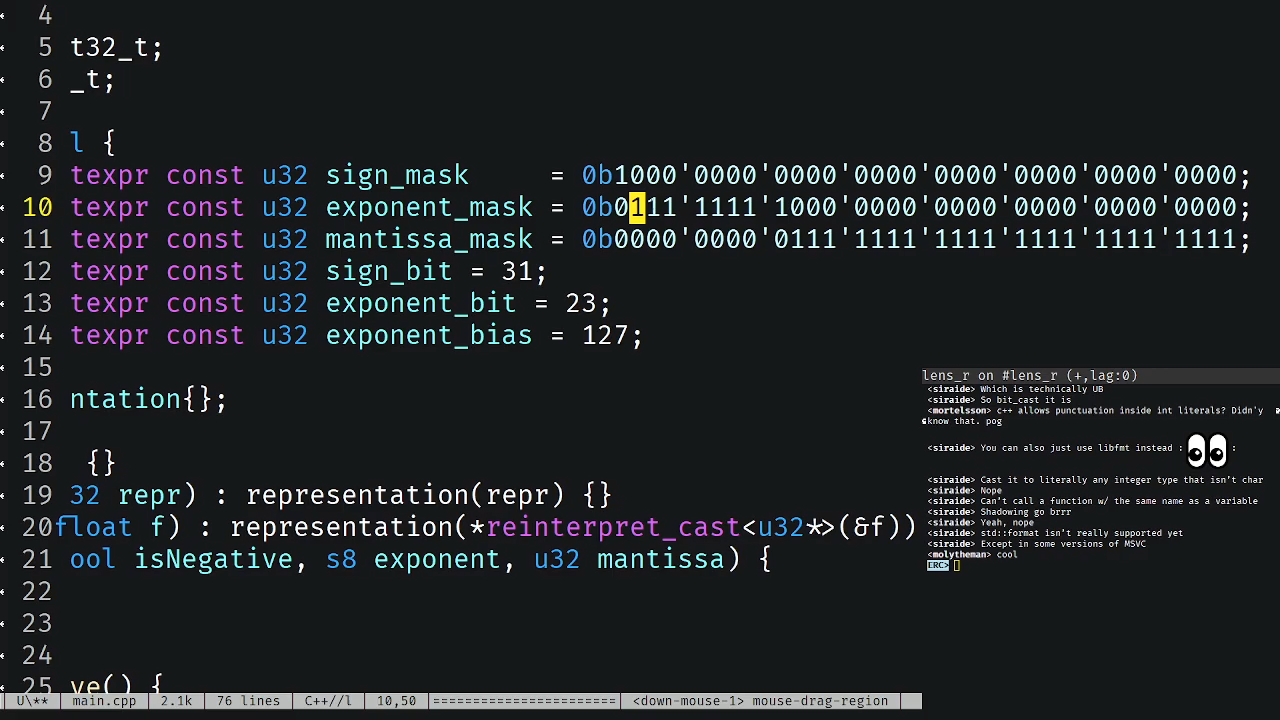 4
5 t32_t;
6 _t;
7
8 l {
9 texpr const u32 sign_mask     = 0b1000'0000'0000'0000'0000'0000'0000'0000;
10 texpr const u32 exponent_mask = 0b0111'1111'1000'0000'0000'0000'0000'0000;
11 texpr const u32 mantissa_mask = 0b0000'0000'0111'1111'1111'1111'1111'1111;
12 texpr const u32 sign_bit = 31;
13 texpr const u32 exponent_bit = 23;
14 texpr const u32 exponent_bias = 127;
15
16 ntation{};
17
18  {}
19 32 repr) : representation(repr) {}
20 float f) : representation(*reinterpret_cast<u32*>(&f))
21 ool isNegative, s8 exponent, u32 mantissa) {
22
23
24
25 ve() {
lens_r on #lens_r (+,lag:0)
<siraide> Which is technically UB
<siraide> So bit_cast it is
<mortelsson> c++ allows punctuation inside int literals? Didn'y
know that. pog
<siraide> You can also just use libfmt instead : :
<siraide> Cast it to literally any integer type that isn't char
<siraide> Nope
<siraide> Can't call a function w/ the same name as a variable
<siraide> Shadowing go brrr
<siraide> Yeah, nope
<siraide> std::format isn't really supported yet
<siraide> Except in some versions of MSVC
<molytheman> cool
ERC>
U\** main.cpp 2.1k 76 lines C++//l 10,50 ======================= <down-mouse-1> mouse-drag-region